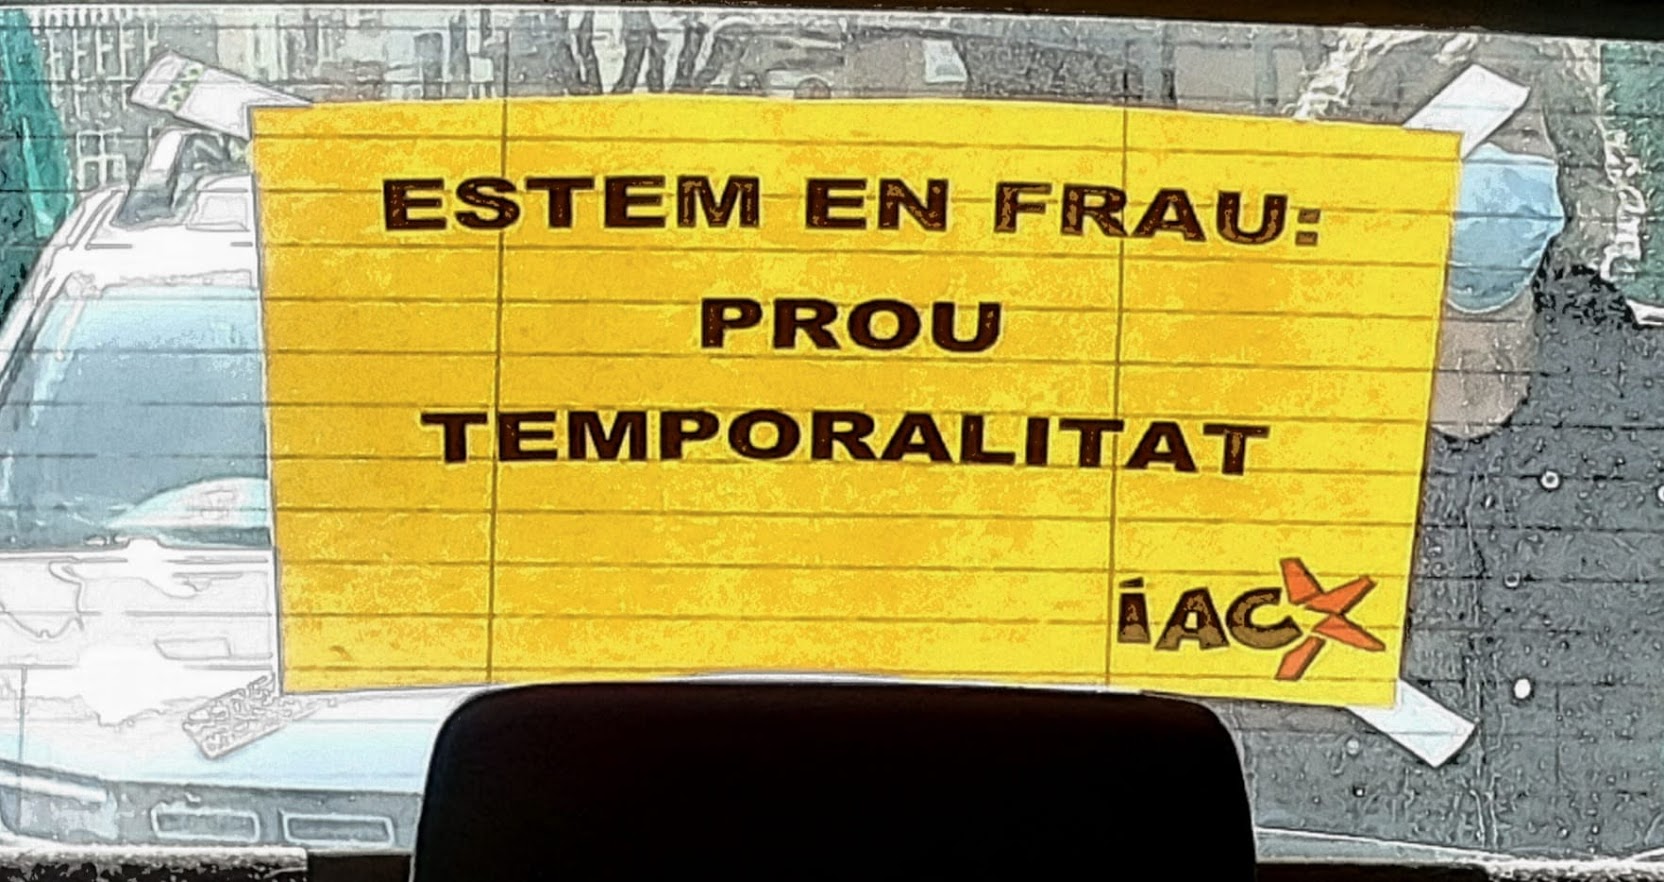 ESTEM EN FRAU:
PROU
TEMPORALITAT
iAC